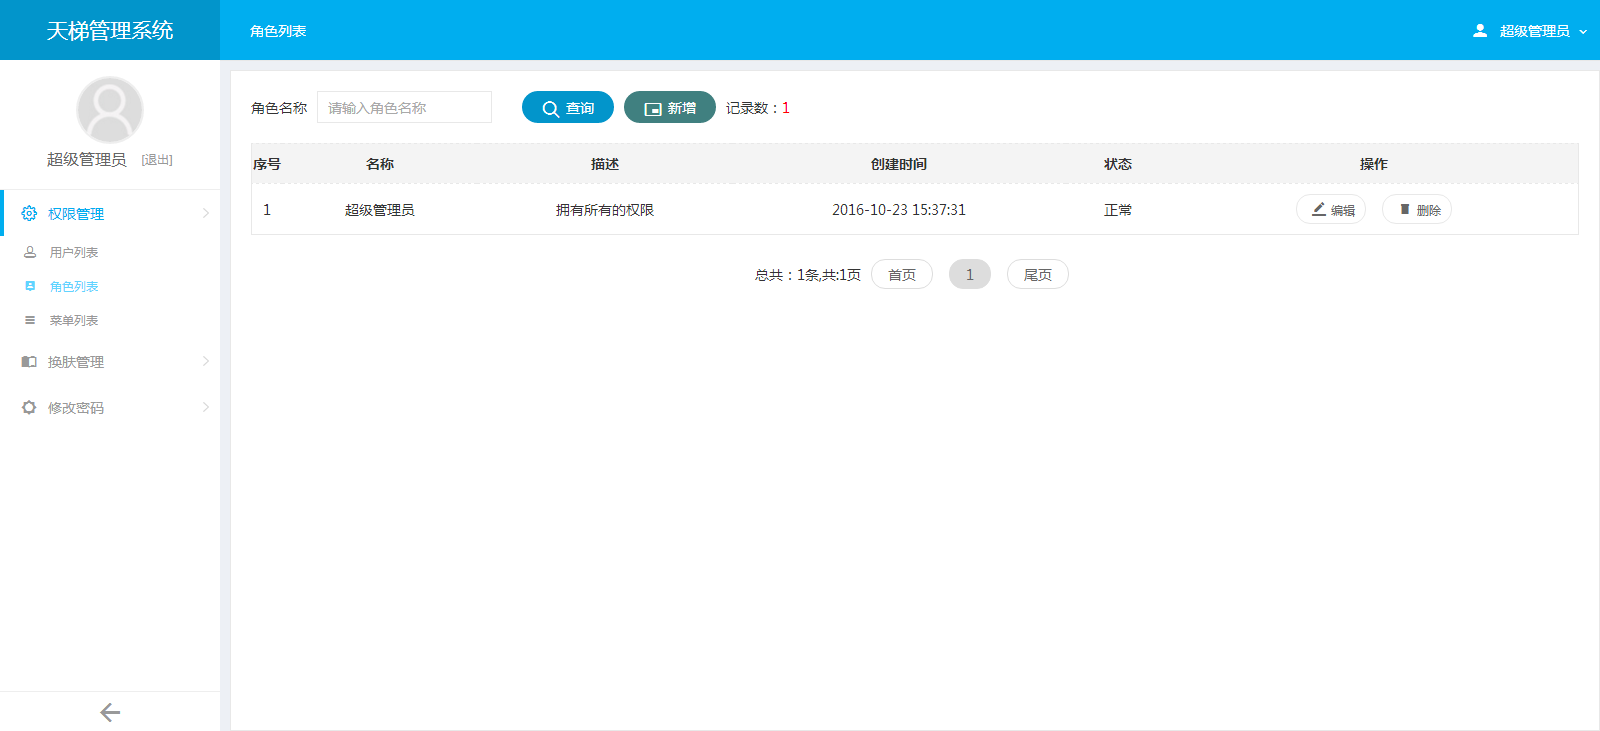 天梯管理系统
角色列表
超级管理员
超级管理员 [退出]
权限管理
用户列表
角色列表
菜单列表
换肤管理
修改密码
角色名称 请输入角色名称 查询 新增 记录数：1
序号 名称 描述 创建时间 状态 操作
1 超级管理员 拥有所有的权限 2016-10-23 15:37:31 正常 编辑 删除
总共：1条,共:1页 首页 1 尾页